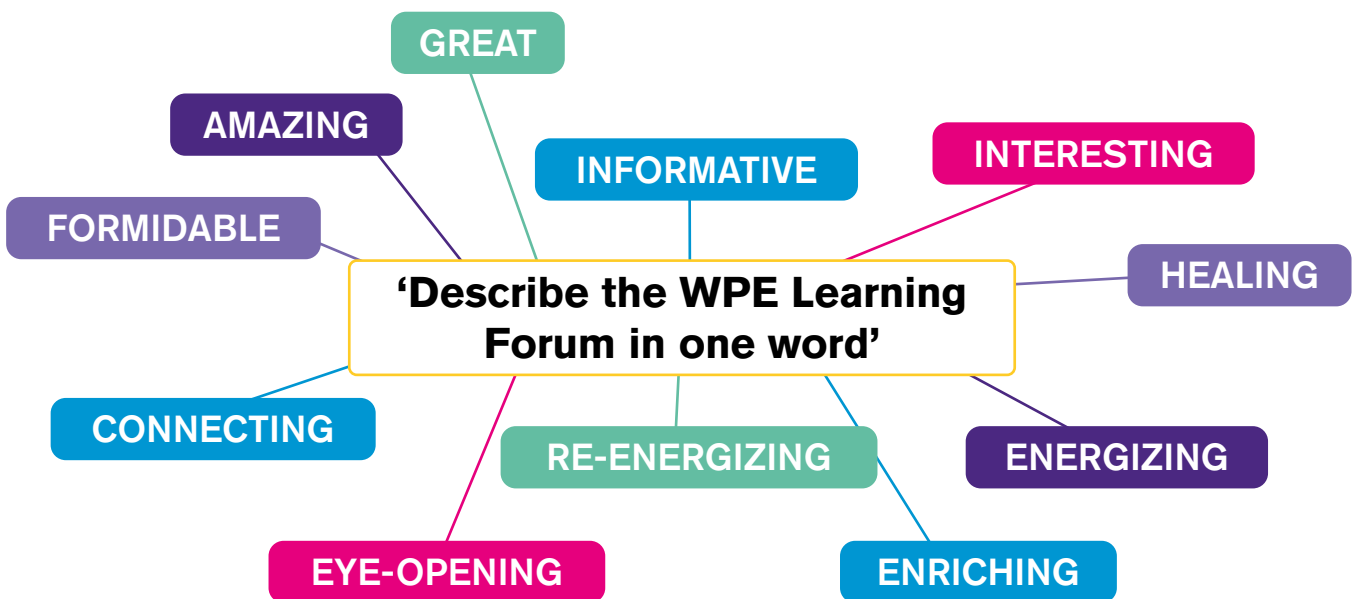 GREAT
AMAZING
INFORMATIVE
INTERESTING
FORMIDABLE
HEALING
‘Describe the WPE Learning
Forum in one word’
CONNECTING
RE-ENERGIZING
ENERGIZING
EYE-OPENING
ENRICHING